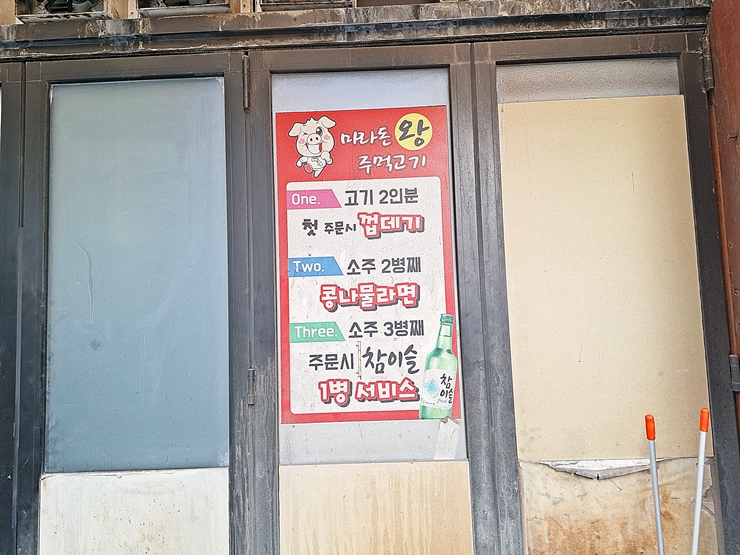 마라돈 왕
주먹고기
One. 고기 2인분
첫 주문시 껍데기
Two. 소주 2병째
콩나물라면
Three. 소주 3병째
주문시 참이슬
1병 서비스
참
이슬
fresh